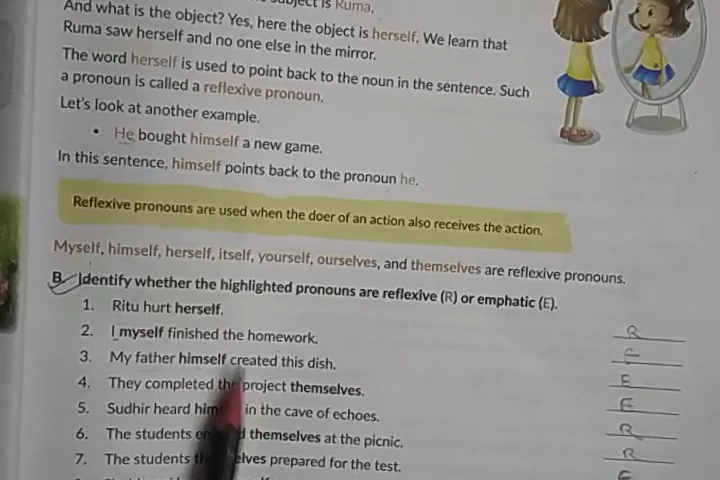 subject is Ruma.
And what is the object? Yes, here the object is herself. We learn that
Ruma saw herself and no one else in the mirror.
The word herself is used to point back to the noun in the sentence. Such
a pronoun is called a reflexive pronoun.
Let's look at another example.
• He bought himself a new game.
In this sentence, himself points back to the pronoun he.
Reflexive pronouns are used when the doer of an action also receives the action.
Myself, himself, herself, itself, yourself, ourselves, and themselves are reflexive pronouns.
B. Identify whether the highlighted pronouns are reflexive (R) or emphatic (E).
1. Ritu hurt herself. R
2. I myself finished the homework. E
3. My father himself created this dish. E
4. They completed the project themselves. E
5. Sudhir heard in the cave of echoes. R
6. The students themselves at the picnic. R
7. The students prepared for the test. E